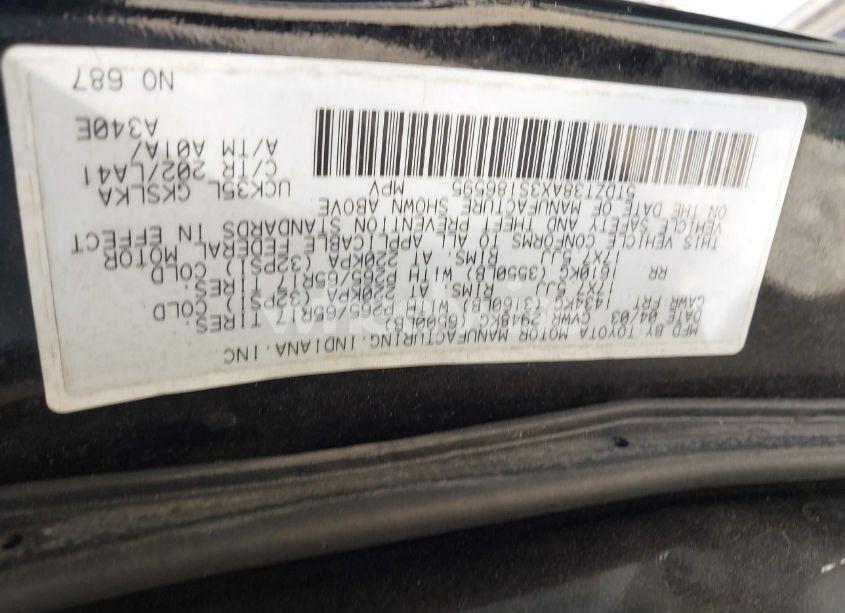 MFD BY TOYOTA MOTOR MANUFACTURING.INDIANA.INC
DATE: 04/03 GVWR 2948KG( 6500LB)
GAWR:FRT 1434KG(3160LB) WITH P265/65R17 TIRES.
17X7.5JJ RIMS. AT 220KPA(32PSI)COLD
RR 1610KG(3550LB) WITH P265/65R17 TIRES.
17X7.5JJ RIMS. AT 220KPA(32PSI) COLD
THIS VEHICLE CONFORMS TO ALL APPLICABLE FEDERAL MOTOR
VEHICLE SAFETY AND THEFT PREVENTION STANDARDS IN EFFECT
ON THE DATE OF MANUFACTURE SHOWN ABOVE
5TDZT38AX3S186595 MPV
UCK35L GKSLKA
C/TR 202/LA41
A/TM A01A/
A340E
NO 687